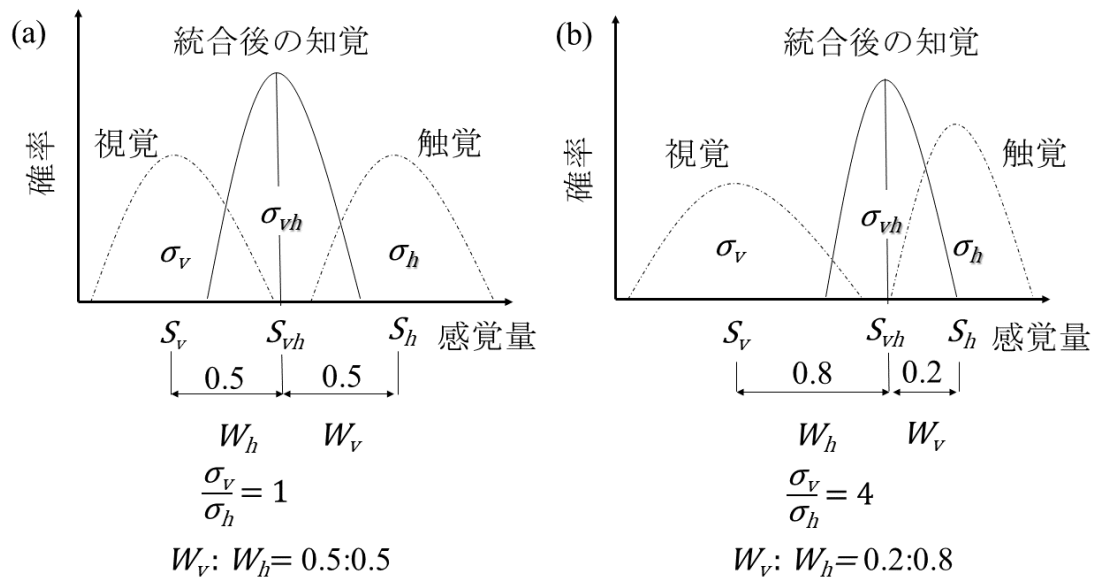 (a)
統合後の知覚
視覚
触覚
確率
σv
σvh
σh
Sv
Svh
Sh
感覚量
0.5
0.5
Wh
Wv
σv/σh = 1
Wv: Wh= 0.5:0.5
(b)
統合後の知覚
視覚
触覚
確率
σv
σvh
σh
Sv
Svh
Sh
感覚量
0.8
0.2
Wh
Wv
σv/σh = 4
Wv: Wh= 0.2:0.8